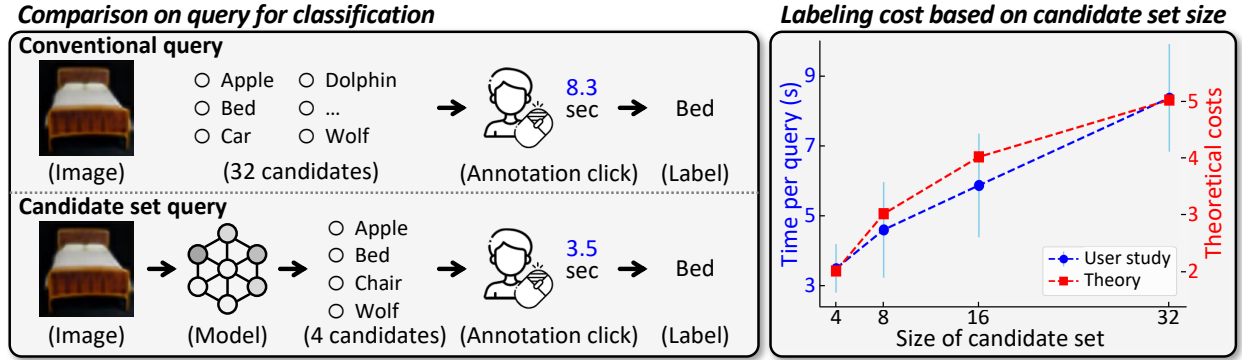 Comparison on query for classification
Conventional query
Apple
Bed
Car
Dolphin
...
Wolf
8.3
sec
Bed
(Image)
(32 candidates)
(Annotation click)
(Label)
Candidate set query
Apple
Bed
Chair
Wolf
3.5
sec
Bed
(Image)
(Model)
(4 candidates)
(Annotation click)
(Label)
Labeling cost based on candidate set size
Time per query (s)
9
7
5
3
4
8
16
32
Size of candidate set
5
4
3
2
Theoretical costs
User study
Theory